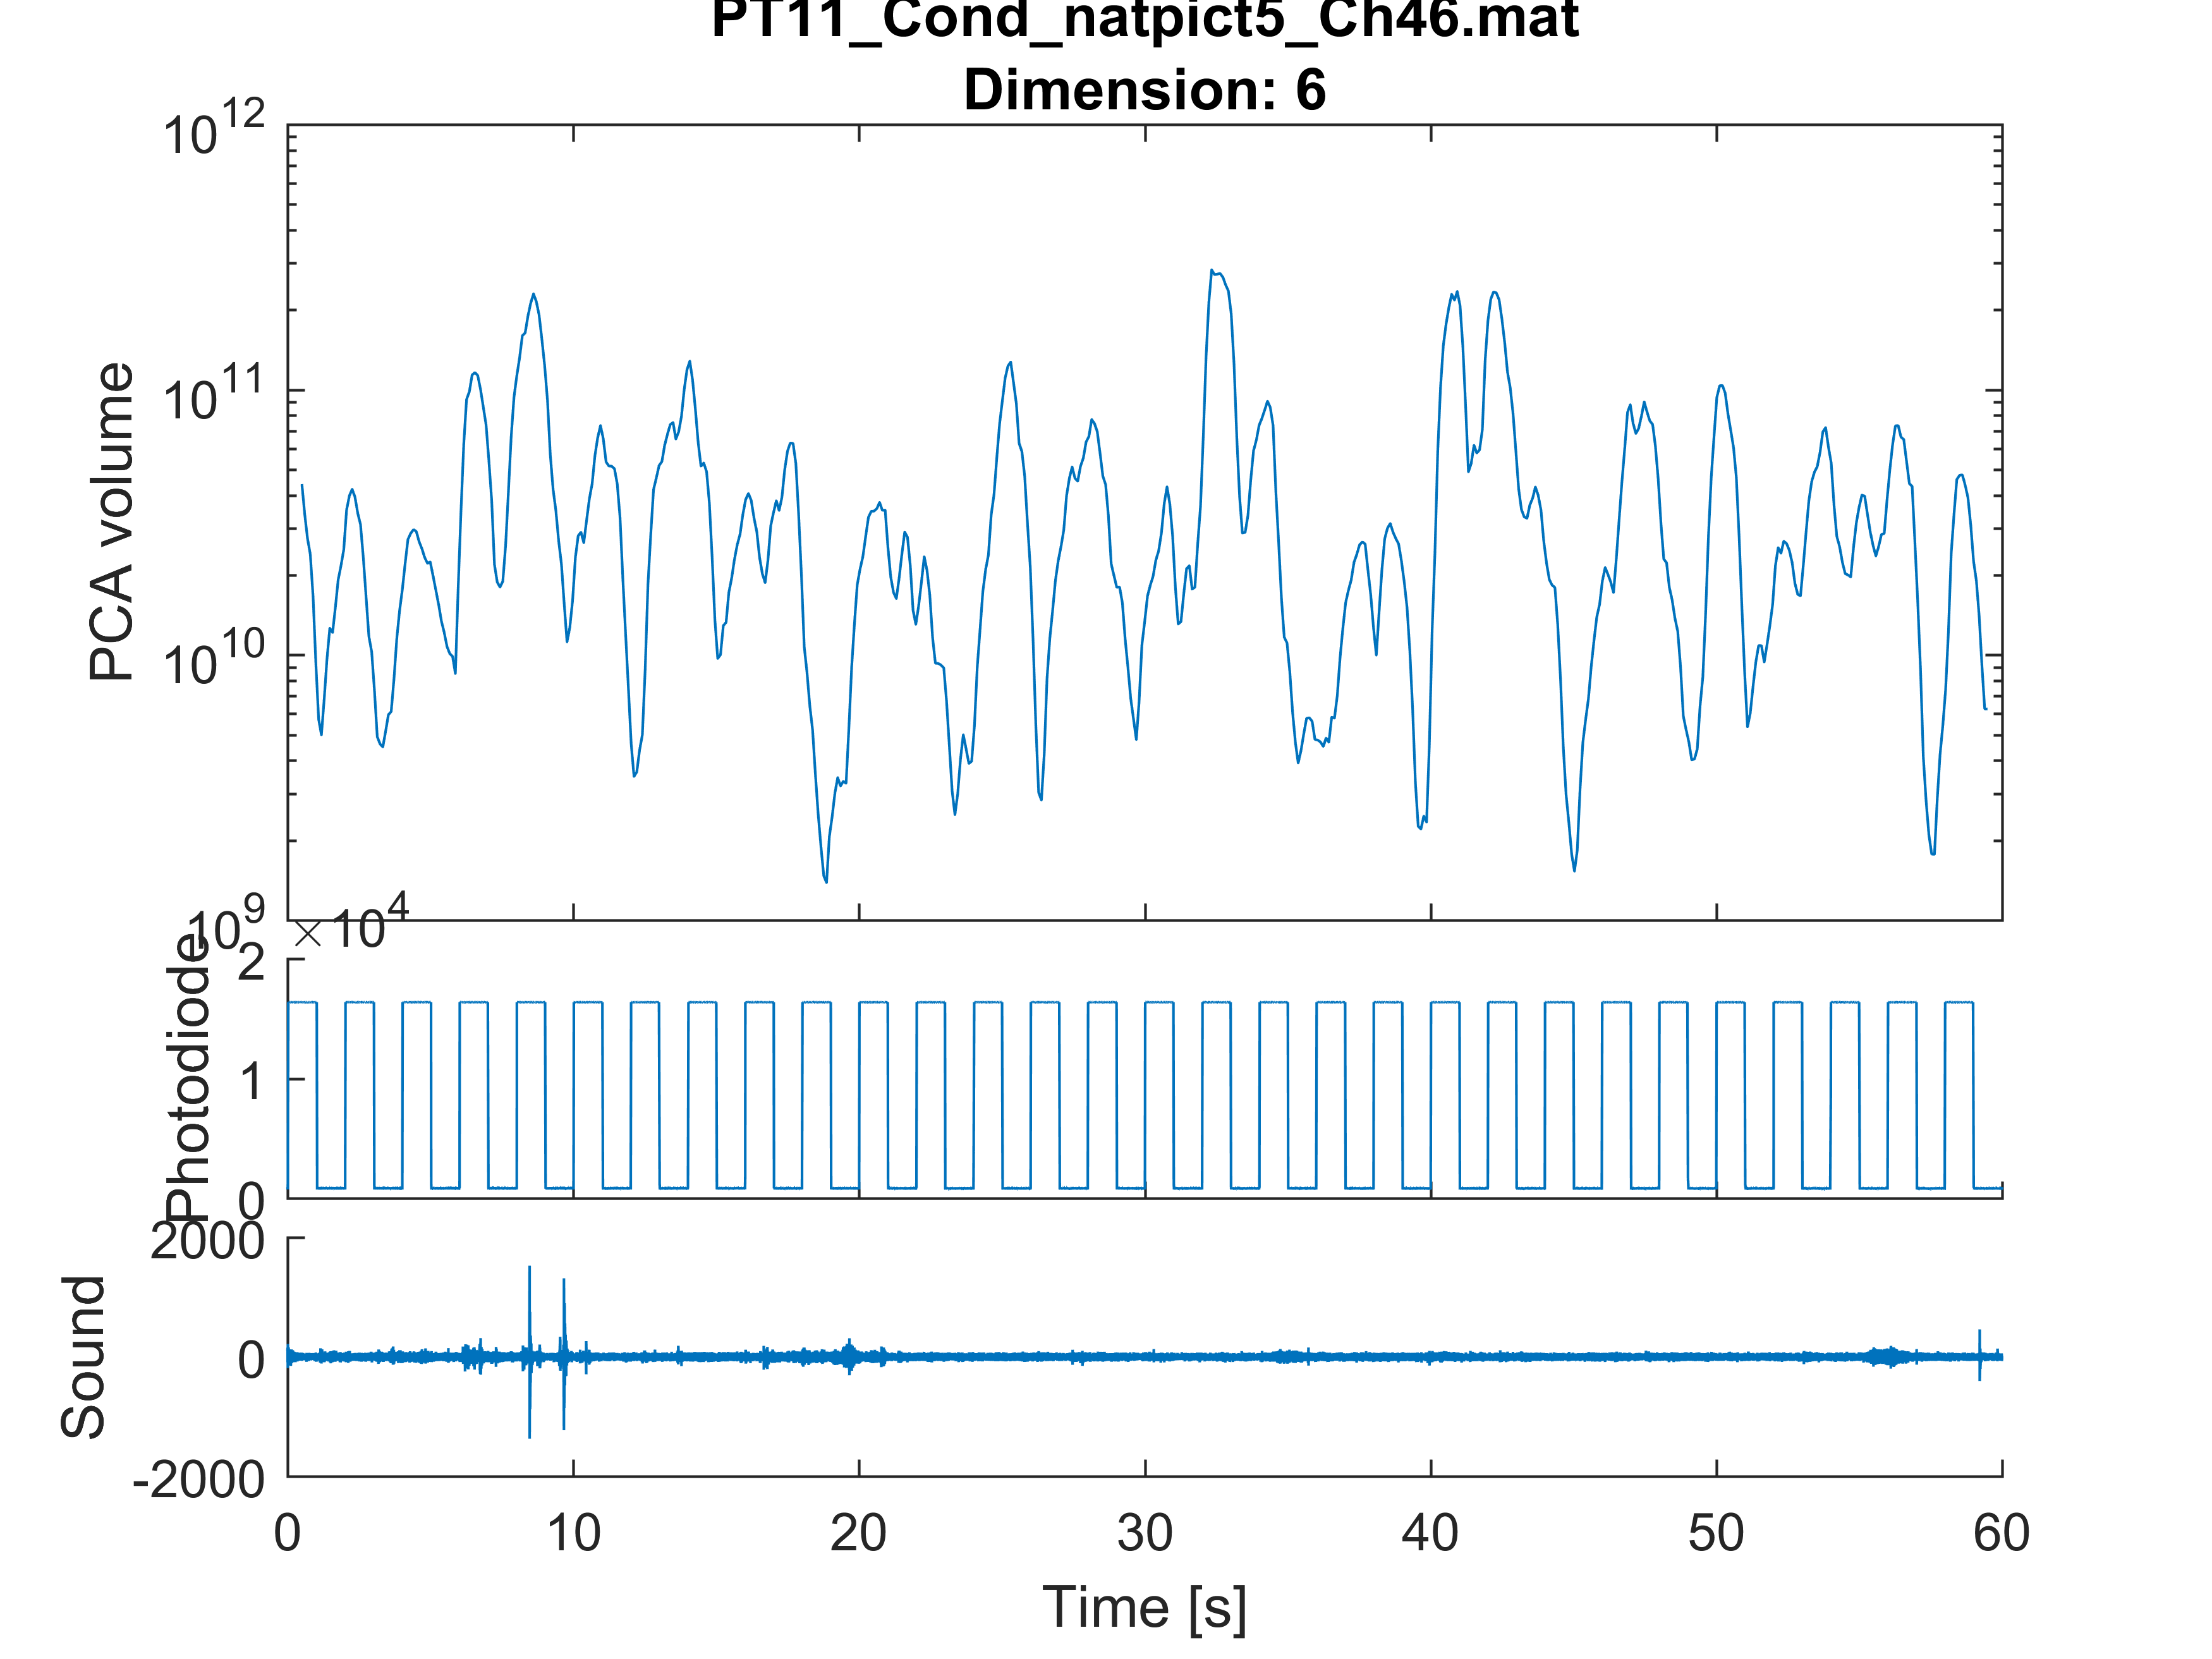 PT11_Cond_natpict5_Ch46.mat
Dimension: 6
10^12
10^11
10^10
10^9
PCA volume
× 10^4
2
1
0
Photodiode
2000
0
-2000
Sound
0 10 20 30 40 50 60
Time [s]